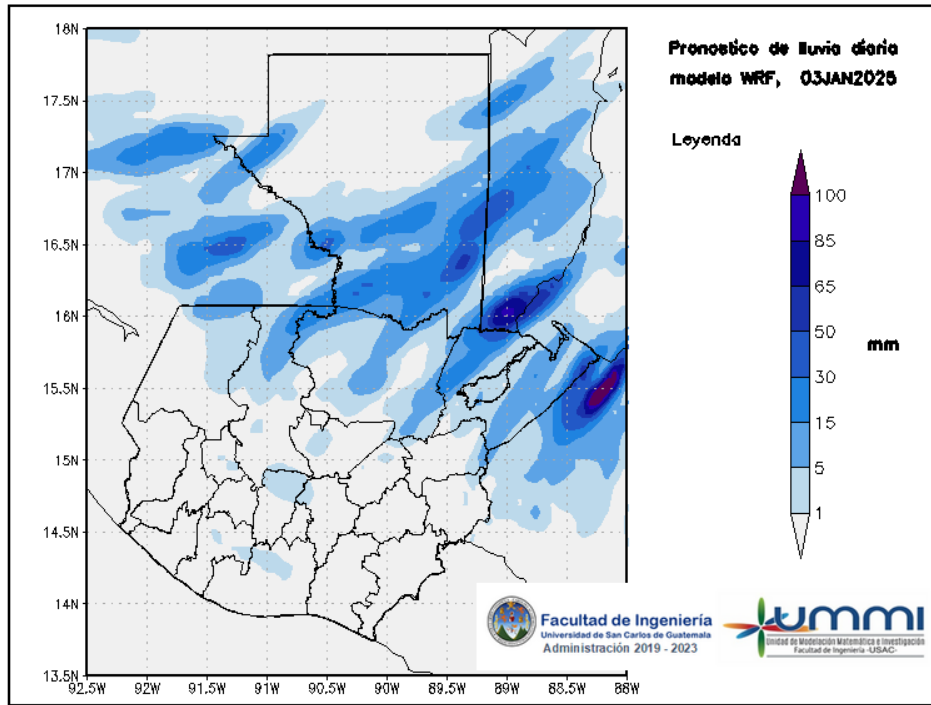 Pronostico de lluvia diaria
modelo WRF, 03JAN2025
Leyenda
100
85
65
50
30
15
5
1
mm
18N
17.5N
17N
16.5N
16N
15.5N
15N
14.5N
14N
13.5N
92.5W 92W 91.5W 91W 90.5W 90W 89.5W 89W 88.5W 88W
Facultad de Ingeniería
Universidad de San Carlos de Guatemala
Administración 2019 - 2023
ummi
Unidad de Modelación Matemática e Investigación
Facultad de Ingeniería -USAC-